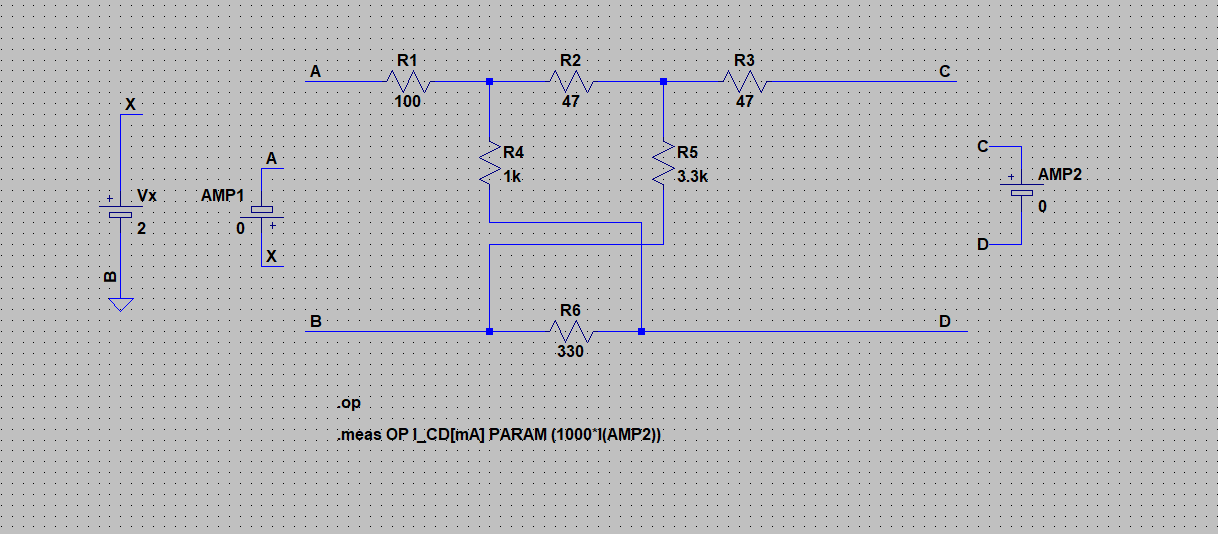 R1
R2
R3
A
C
100
47
47
X
R4
R5
C
A
1k
3.3k
AMP2
+
+
Vx
AMP1
2
0
+
0
X
D
B
R6
B
D
330
.op
.meas OP I_CD[mA] PARAM (1000*I(AMP2))